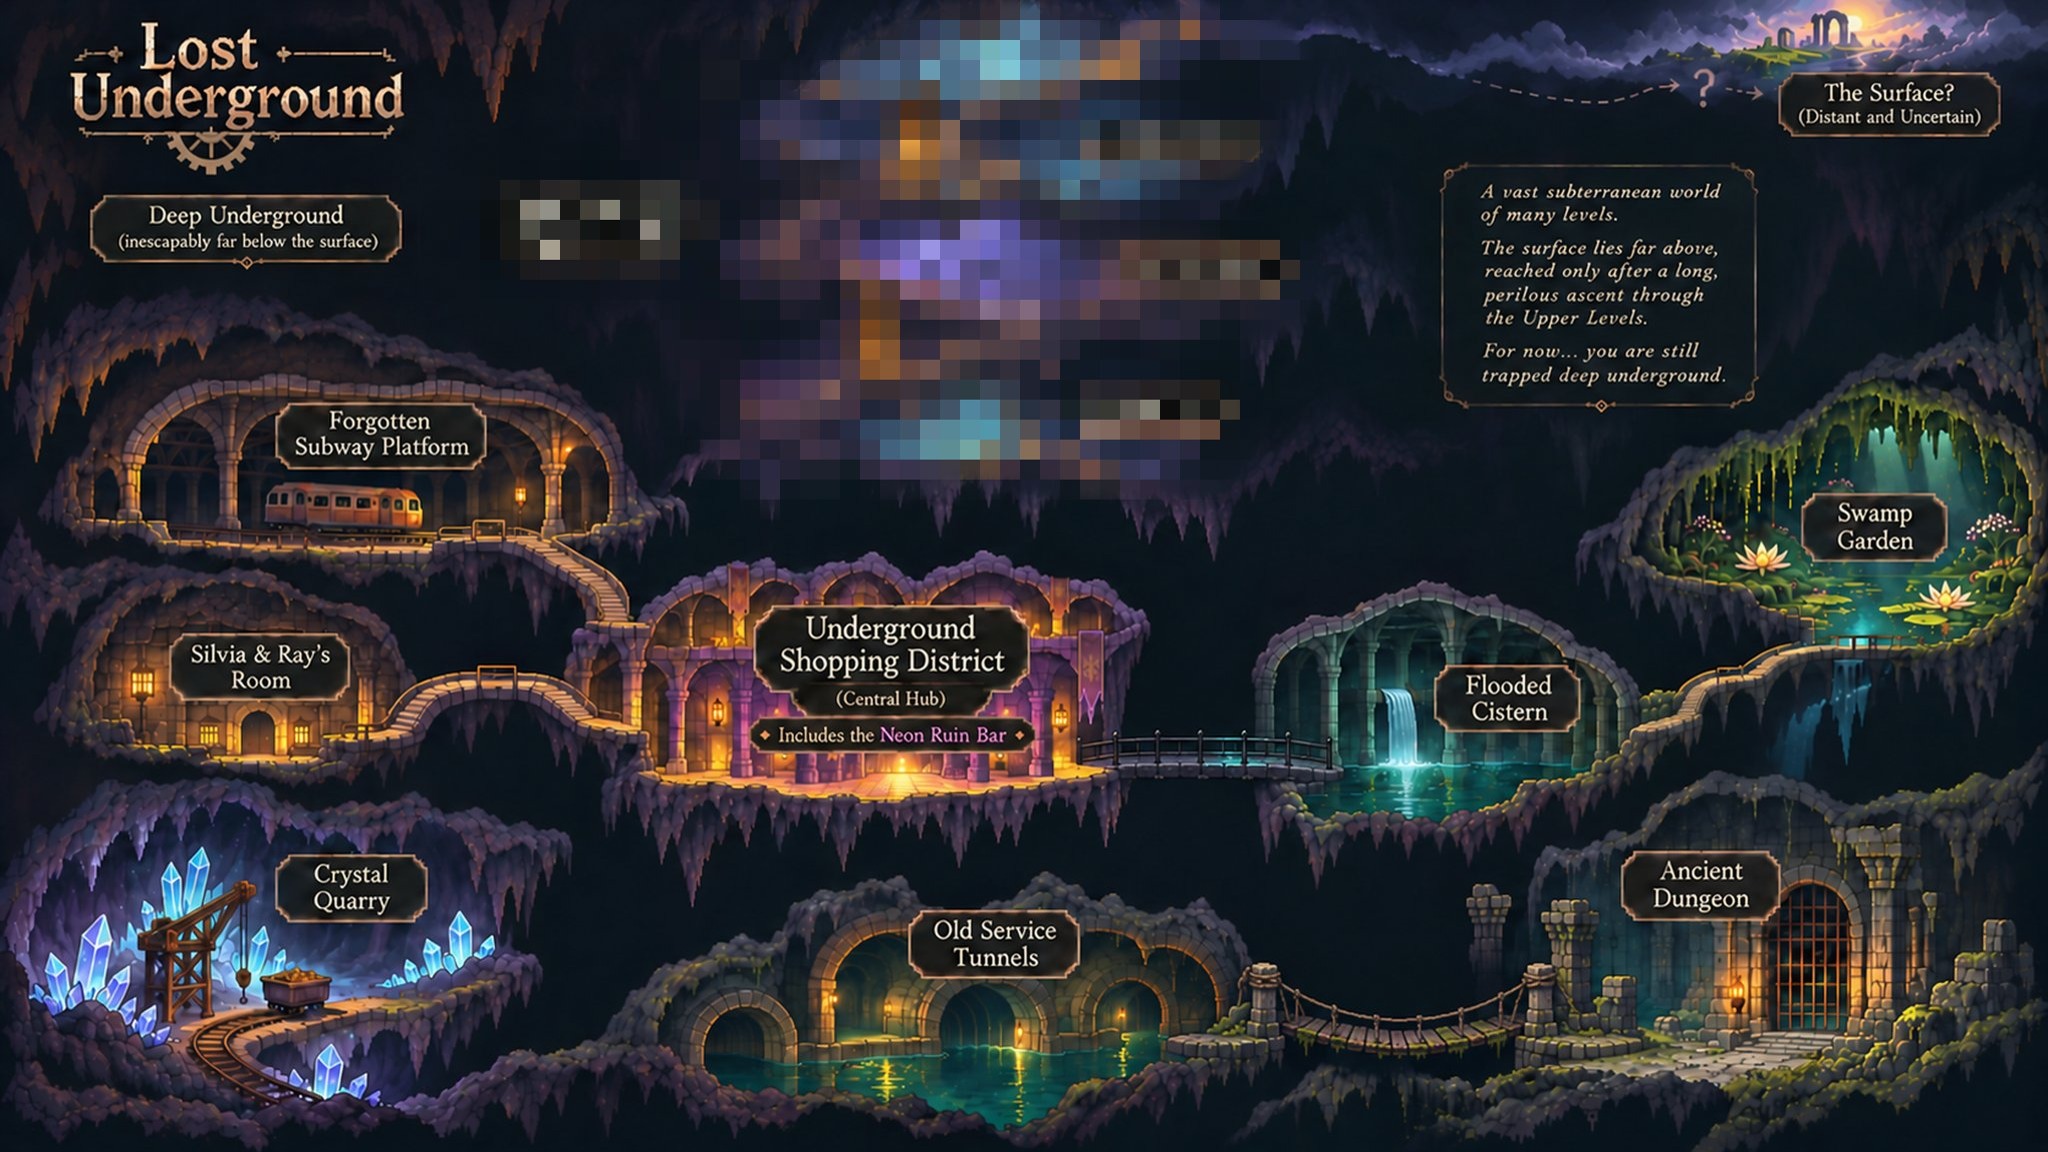 Lost
Underground
Deep Underground
(inescapably far below the surface)
The Surface?
(Distant and Uncertain)
?
A vast subterranean world
of many levels.
The surface lies far above,
reached only after a long,
perilous ascent through
the Upper Levels.
For now... you are still
trapped deep underground.
Forgotten
Subway Platform
Swamp
Garden
Silvia & Ray's
Room
Underground
Shopping District
(Central Hub)
Includes the Neon Ruin Bar
Flooded
Cistern
Crystal
Quarry
Old Service
Tunnels
Ancient
Dungeon